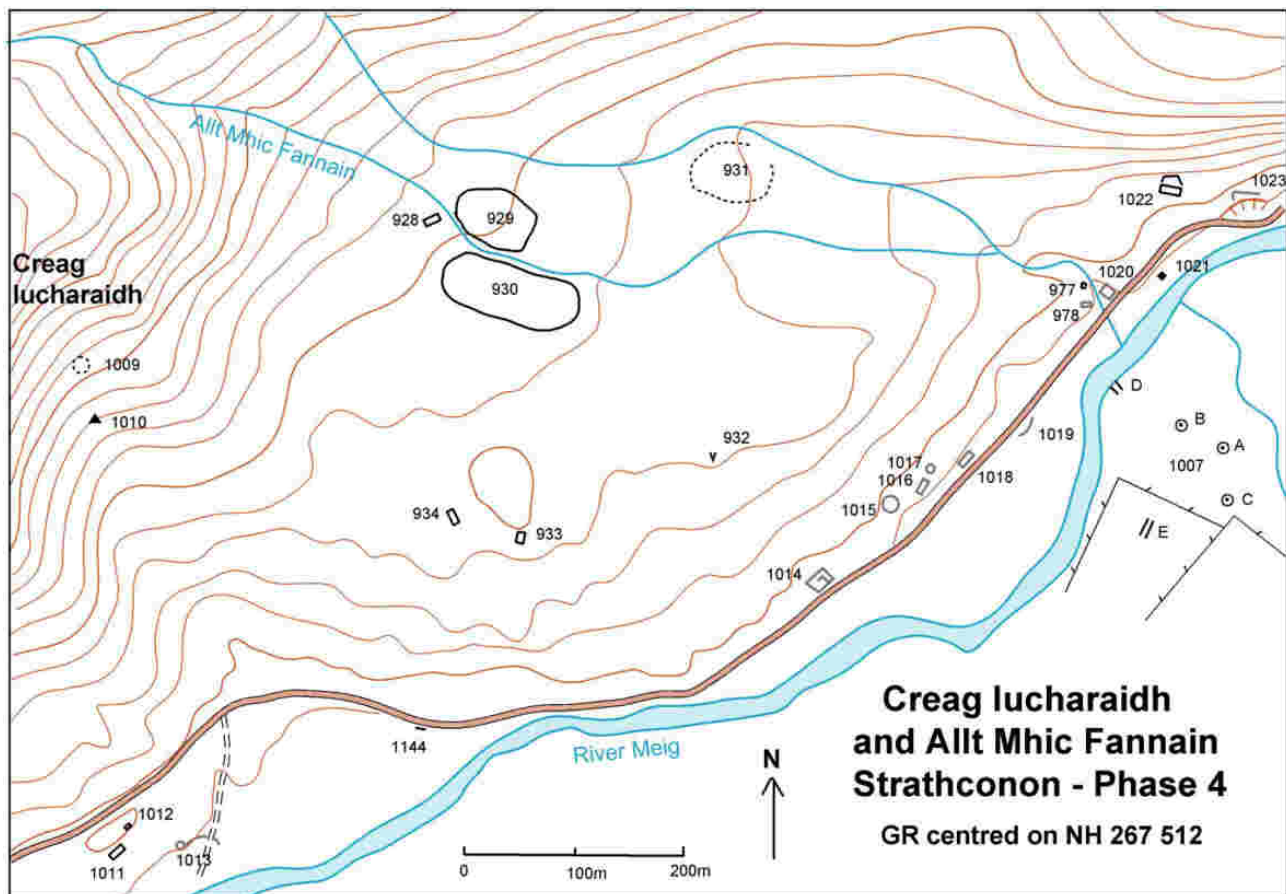 Allt Mhic Fannain
931
1022
1023
928
929
Creag
Iucharaidh
930
977
1020
1021
978
1009
1010
D
B
932
1019
A
1007
1017
1018
1016
1015
C
934
933
E
1014
1144
River Meig
N
Creag Iucharaidh
and Allt Mhic Fannain
Strathconon - Phase 4
GR centred on NH 267 512
1012
1013
1011
0 100m 200m